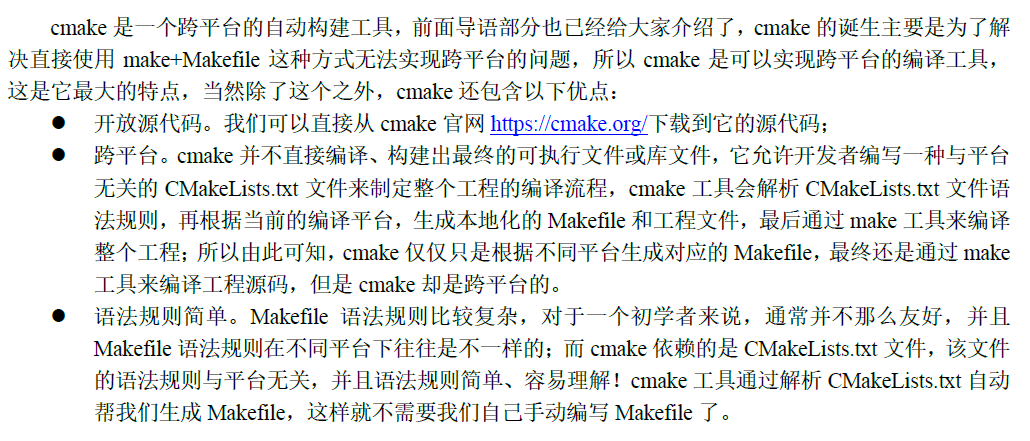 cmake 是一个跨平台的自动构建工具，前面导语部分也已经给大家介绍了，cmake 的诞生主要是为了解
决直接使用 make+Makefile 这种方式无法实现跨平台的问题，所以 cmake 是可以实现跨平台的编译工具，
这是它最大的特点，当然除了这个之外，cmake 还包含以下优点：
● 开放源代码。我们可以直接从 cmake 官网 https://cmake.org/下载到它的源代码；
● 跨平台。cmake 并不直接编译、构建出最终的可执行文件或库文件，它允许开发者编写一种与平台
无关的 CMakeLists.txt 文件来制定整个工程的编译流程，cmake 工具会解析 CMakeLists.txt 文件语
法规则，再根据当前的编译平台，生成本地化的 Makefile 和工程文件，最后通过 make 工具来编译
整个工程；所以由此可知，cmake 仅仅只是根据不同平台生成对应的 Makefile，最终还是通过 make
工具来编译工程源码，但是 cmake 却是跨平台的。
● 语法规则简单。Makefile 语法规则比较复杂，对于一个初学者来说，通常并不那么友好，并且
Makefile 语法规则在不同平台下往往是不一样的；而 cmake 依赖的是 CMakeLists.txt 文件，该文件
的语法规则与平台无关，并且语法规则简单、容易理解！cmake 工具通过解析 CMakeLists.txt 自动
帮我们生成 Makefile，这样就不需要我们自己手动编写 Makefile 了。